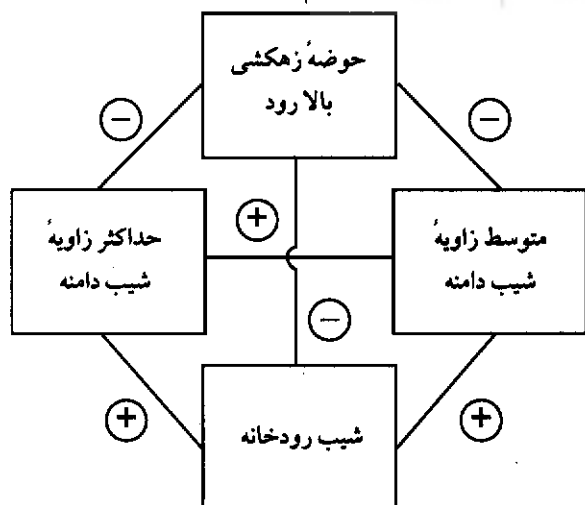 حوضهٔ زهکشی
بالا رود
−
−
حداکثر زاویهٔ
شیب دامنه
+
متوسط زاویهٔ
شیب دامنه
−
+
+
شیب رودخانه